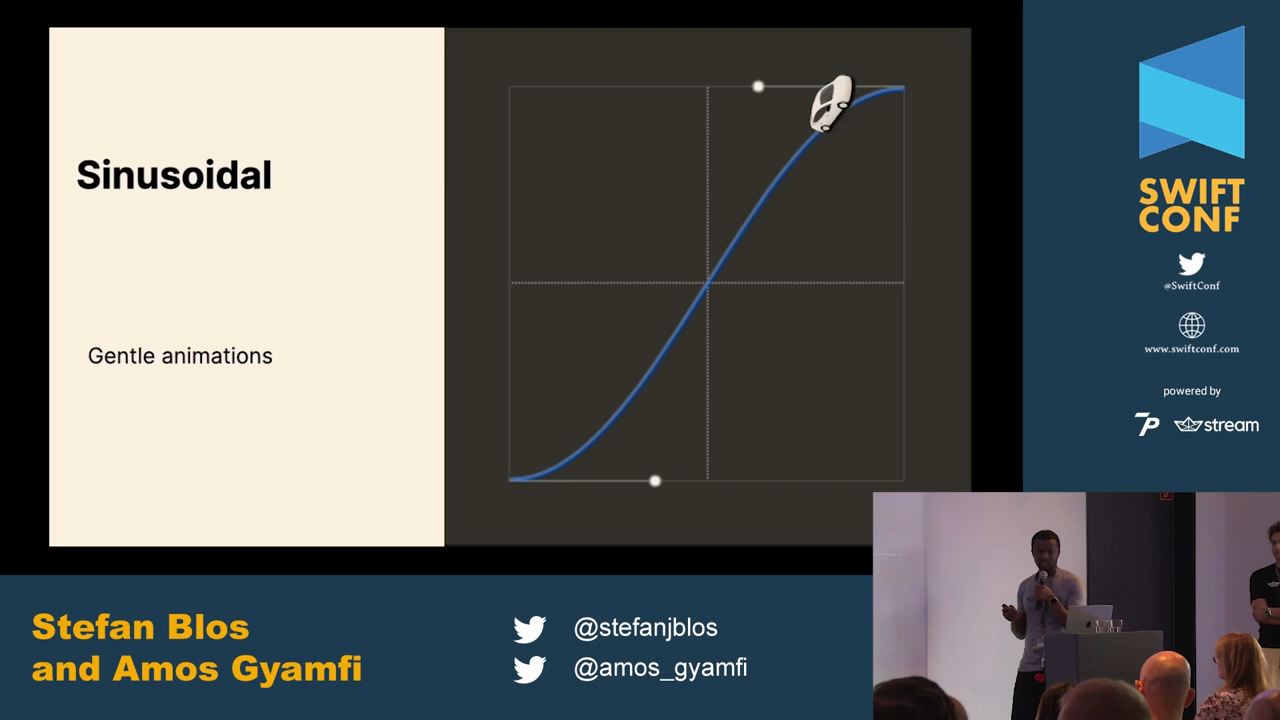 Sinusoidal
Gentle animations
SWIFT
CONF
@SwiftConf
www.swiftconf.com
powered by
7P
stream
Stefan Blos
and Amos Gyamfi
@stefanjblos
@amos_gyamfi